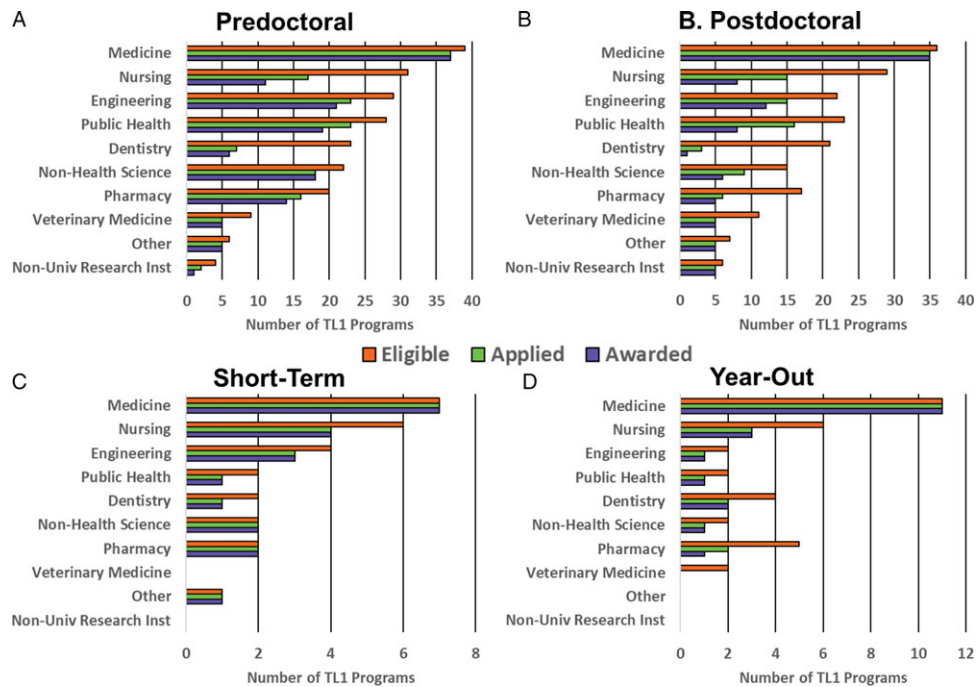 A
Predoctoral
Medicine
Nursing
Engineering
Public Health
Dentistry
Non-Health Science
Pharmacy
Veterinary Medicine
Other
Non-Univ Research Inst
0 5 10 15 20 25 30 35 40
Number of TL1 Programs
B
B. Postdoctoral
Medicine
Nursing
Engineering
Public Health
Dentistry
Non-Health Science
Pharmacy
Veterinary Medicine
Other
Non-Univ Research Inst
0 5 10 15 20 25 30 35 40
Number of TL1 Programs
Eligible Applied Awarded
C
Short-Term
Medicine
Nursing
Engineering
Public Health
Dentistry
Non-Health Science
Pharmacy
Veterinary Medicine
Other
Non-Univ Research Inst
0 2 4 6 8
Number of TL1 Programs
D
Year-Out
Medicine
Nursing
Engineering
Public Health
Dentistry
Non-Health Science
Pharmacy
Veterinary Medicine
Other
Non-Univ Research Inst
0 2 4 6 8 10 12
Number of TL1 Programs